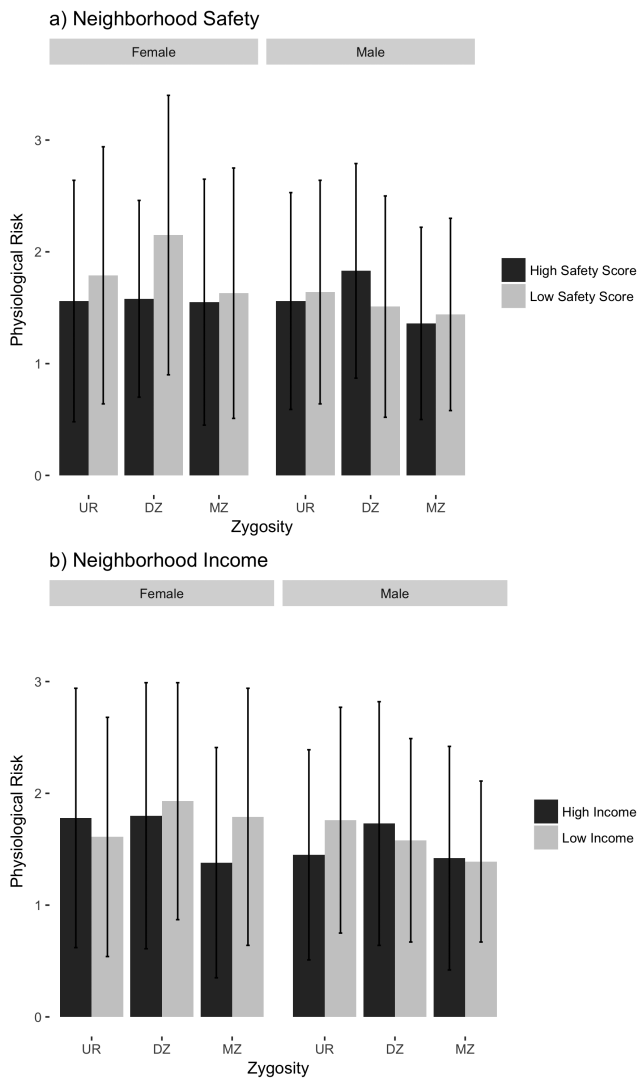 a) Neighborhood Safety
Female
Male
Physiological Risk
3
2
1
0
UR
DZ
MZ
UR
DZ
MZ
Zygosity
High Safety Score
Low Safety Score
b) Neighborhood Income
Female
Male
Physiological Risk
3
2
1
0
UR
DZ
MZ
UR
DZ
MZ
Zygosity
High Income
Low Income